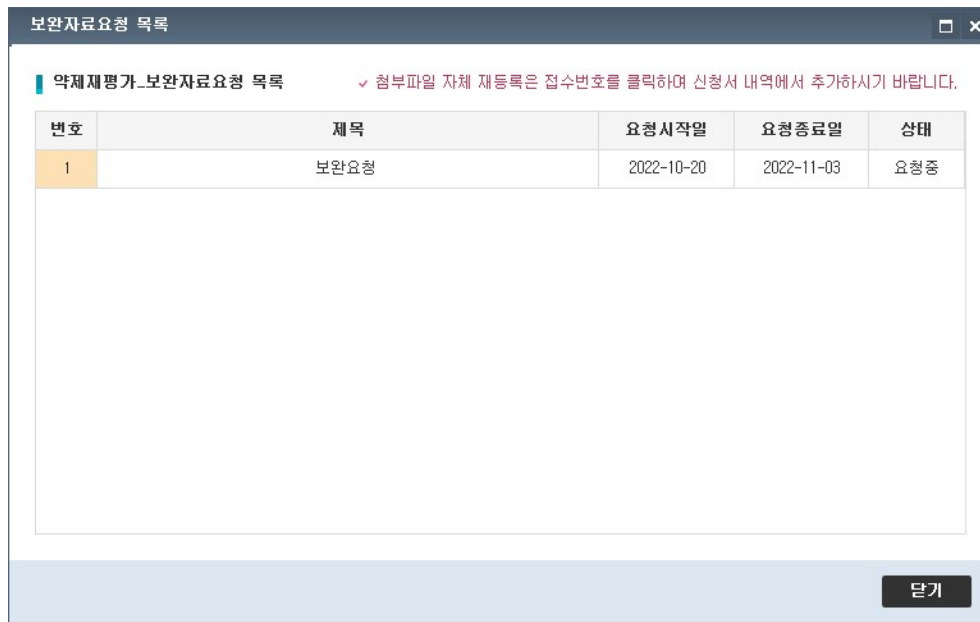 보완자료요청 목록
약제재평가_보완자료요청 목록
첨부파일 자체 재등록은 접수번호를 클릭하며 신청서 내역에서 추가하시기 바랍니다.
번호 제목 요청시작일 요청종료일 상태
1 보완요청 2022-10-20 2022-11-03 요청중
닫기